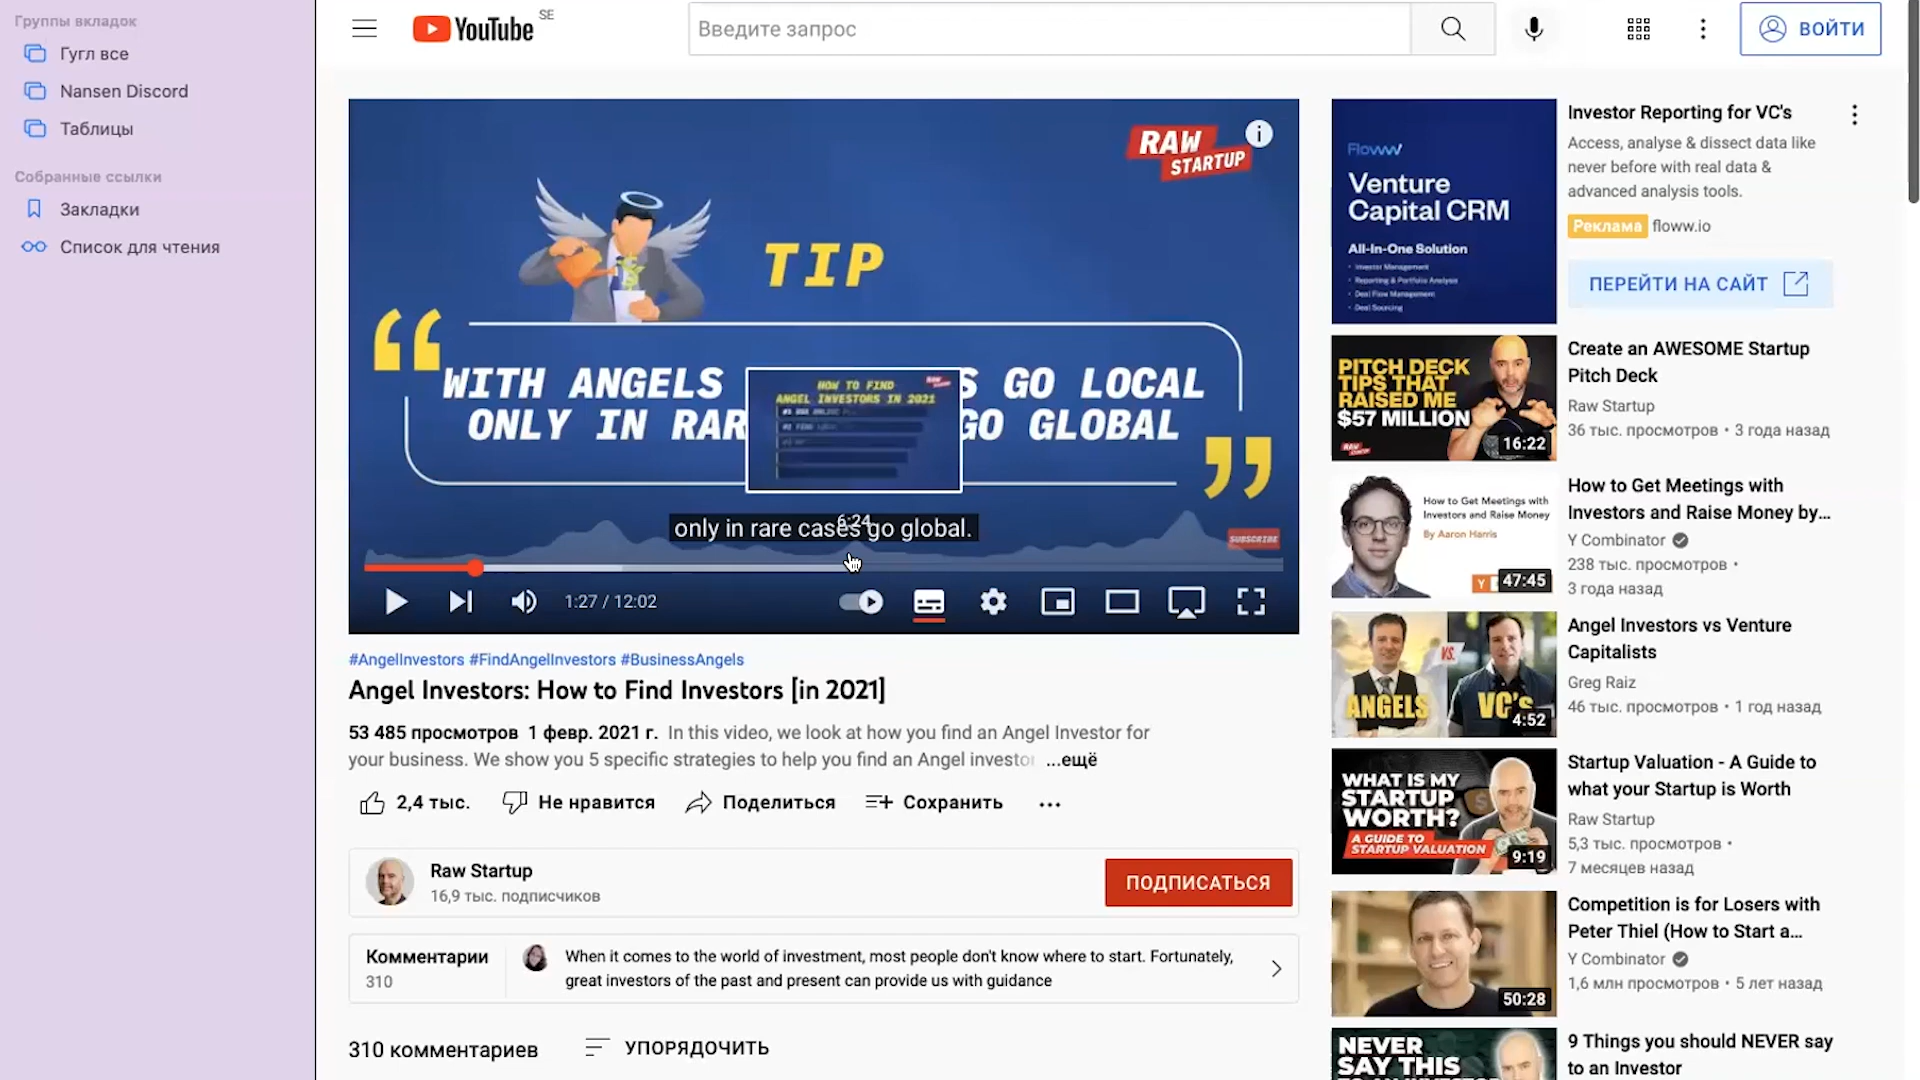 Группы вкладок
Гугл все
Nansen Discord
Таблицы
Собранные ссылки
Закладки
Список для чтения
YouTube SE
Введите запрос
ВОЙТИ
RAW
STARTUP
TIP
“
WITH ANGELS S GO LOCAL
ONLY IN RAR GO GLOBAL
”
HOW TO FIND
ANGEL INVESTORS IN 2021
6:24
only in rare cases go global.
SUBSCRIBE
1:27 / 12:02
#AngelInvestors #FindAngelInvestors #BusinessAngels
Angel Investors: How to Find Investors [in 2021]
53 485 просмотров 1 февр. 2021 г. In this video, we look at how you find an Angel Investor for
your business. We show you 5 specific strategies to help you find an Angel investor ...ещё
2,4 тыс. Не нравится Поделиться Сохранить
Raw Startup
16,9 тыс. подписчиков
ПОДПИСАТЬСЯ
Комментарии
310
When it comes to the world of investment, most people don't know where to start. Fortunately,
great investors of the past and present can provide us with guidance
310 комментариев УПОРЯДОЧИТЬ
Floww
Venture
Capital CRM
All-In-One Solution
Investor Management
Reporting & Portfolio Analysis
Deal Flow Management
Deal Sourcing
Investor Reporting for VC's
Access, analyse & dissect data like
never before with real data &
advanced analysis tools.
Реклама floww.io
ПЕРЕЙТИ НА САЙТ
PITCH DECK
TIPS THAT
RAISED ME
$57 MILLION
16:22
Create an AWESOME Startup
Pitch Deck
Raw Startup
36 тыс. просмотров • 3 года назад
How to Get Meetings with
Investors and Raise Money
By Aaron Harris
Y
47:45
How to Get Meetings with
Investors and Raise Money by...
Y Combinator
238 тыс. просмотров •
3 года назад
VS.
ANGELS
VC's
4:52
Angel Investors vs Venture
Capitalists
Greg Raiz
46 тыс. просмотров • 1 год назад
WHAT IS MY
STARTUP
WORTH?
A GUIDE TO
STARTUP VALUATION
9:19
Startup Valuation - A Guide to
what your Startup is Worth
Raw Startup
5,3 тыс. просмотров •
7 месяцев назад
50:28
Competition is for Losers with
Peter Thiel (How to Start a...
Y Combinator
1,6 млн просмотров • 5 лет назад
NEVER
SAY THIS
9 Things you should NEVER say
to an Investor